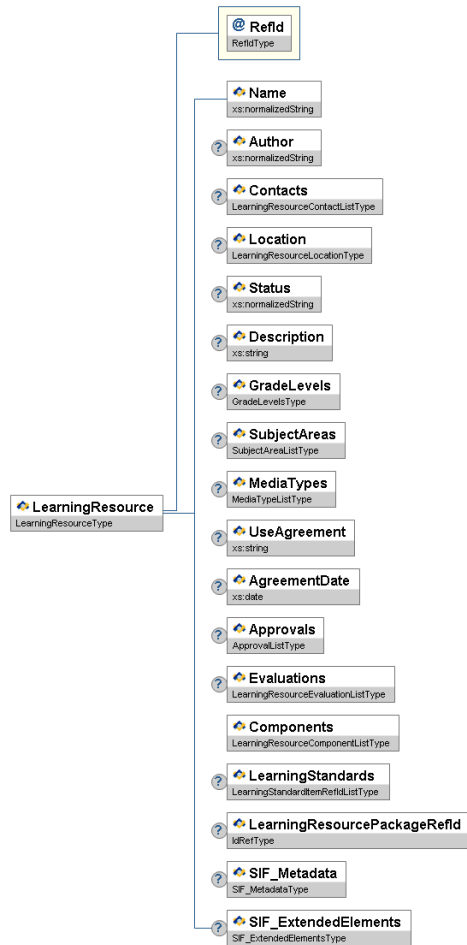 @ RefId
RefIdType
Name
xs:normalizedString
? Author
xs:normalizedString
? Contacts
LearningResourceContactListType
? Location
LearningResourceLocationType
? Status
xs:normalizedString
? Description
xs:string
? GradeLevels
GradeLevelsType
? SubjectAreas
SubjectAreaListType
? MediaTypes
MediaTypeListType
LearningResource
LearningResourceType
? UseAgreement
xs:string
? AgreementDate
xs:date
? Approvals
ApprovalListType
? Evaluations
LearningResourceEvaluationListType
Components
LearningResourceComponentListType
? LearningStandards
LearningStandardItemRefIdListType
? LearningResourcePackageRefId
IdRefType
? SIF_Metadata
SIF_MetadataType
? SIF_ExtendedElements
SIF_ExtendedElementsType